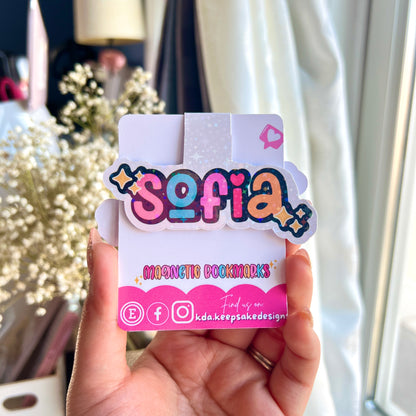 Sofia
MAGNETIC BOOKMARKS
Find us on:
E f
kda.keepsakedesign